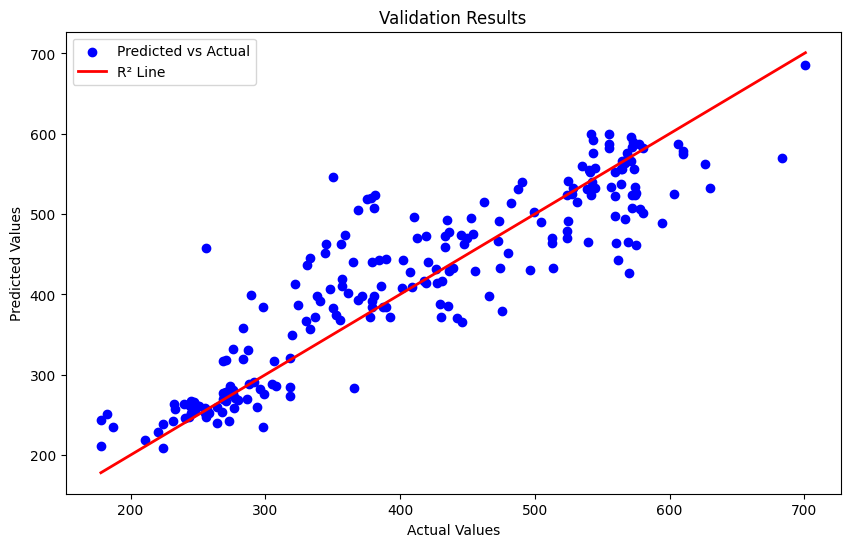 Validation Results
Predicted vs Actual
R² Line
700
600
500
400
300
200
Predicted Values
200 300 400 500 600 700
Actual Values